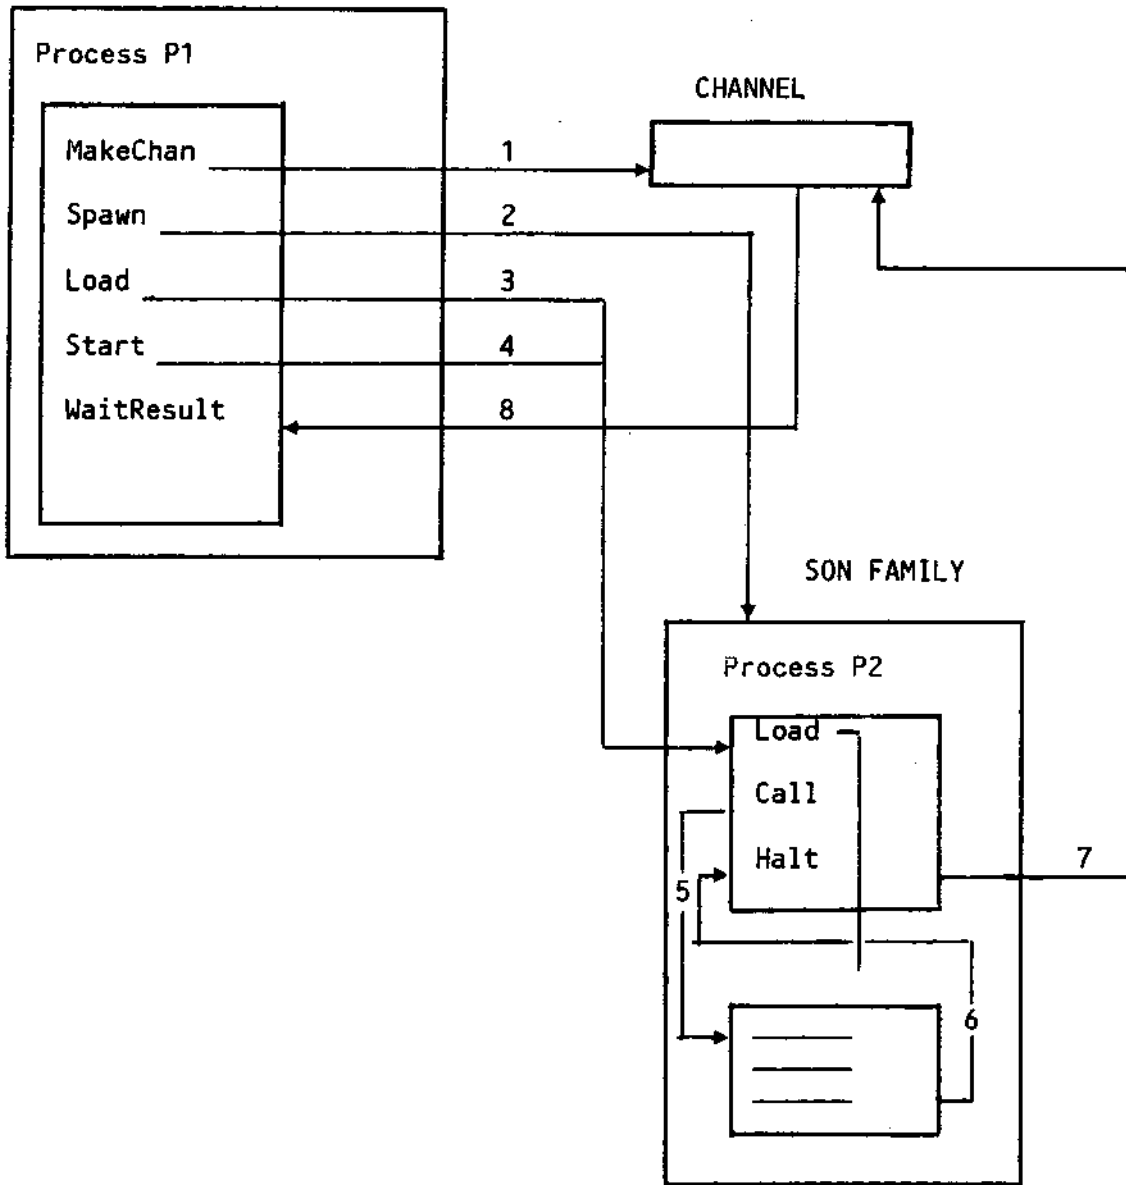 Process P1
CHANNEL
MakeChan
1
Spawn
2
Load
3
Start
4
WaitResult
8
SON FAMILY
Process P2
Load
Call
Halt
7
5
6